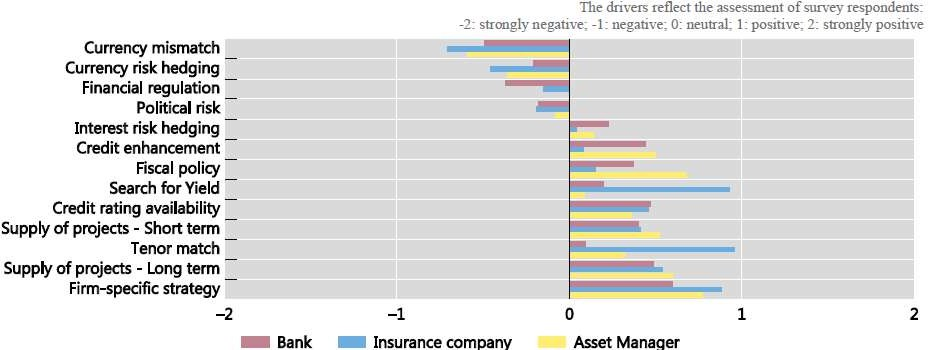 The drivers reflect the assessment of survey respondents:
-2: strongly negative; -1: negative; 0: neutral; 1: positive; 2: strongly positive
Currency mismatch
Currency risk hedging
Financial regulation
Political risk
Interest risk hedging
Credit enhancement
Fiscal policy
Search for Yield
Credit rating availability
Supply of projects - Short term
Tenor match
Supply of projects - Long term
Firm-specific strategy
−2 −1 0 1 2
Bank Insurance company Asset Manager